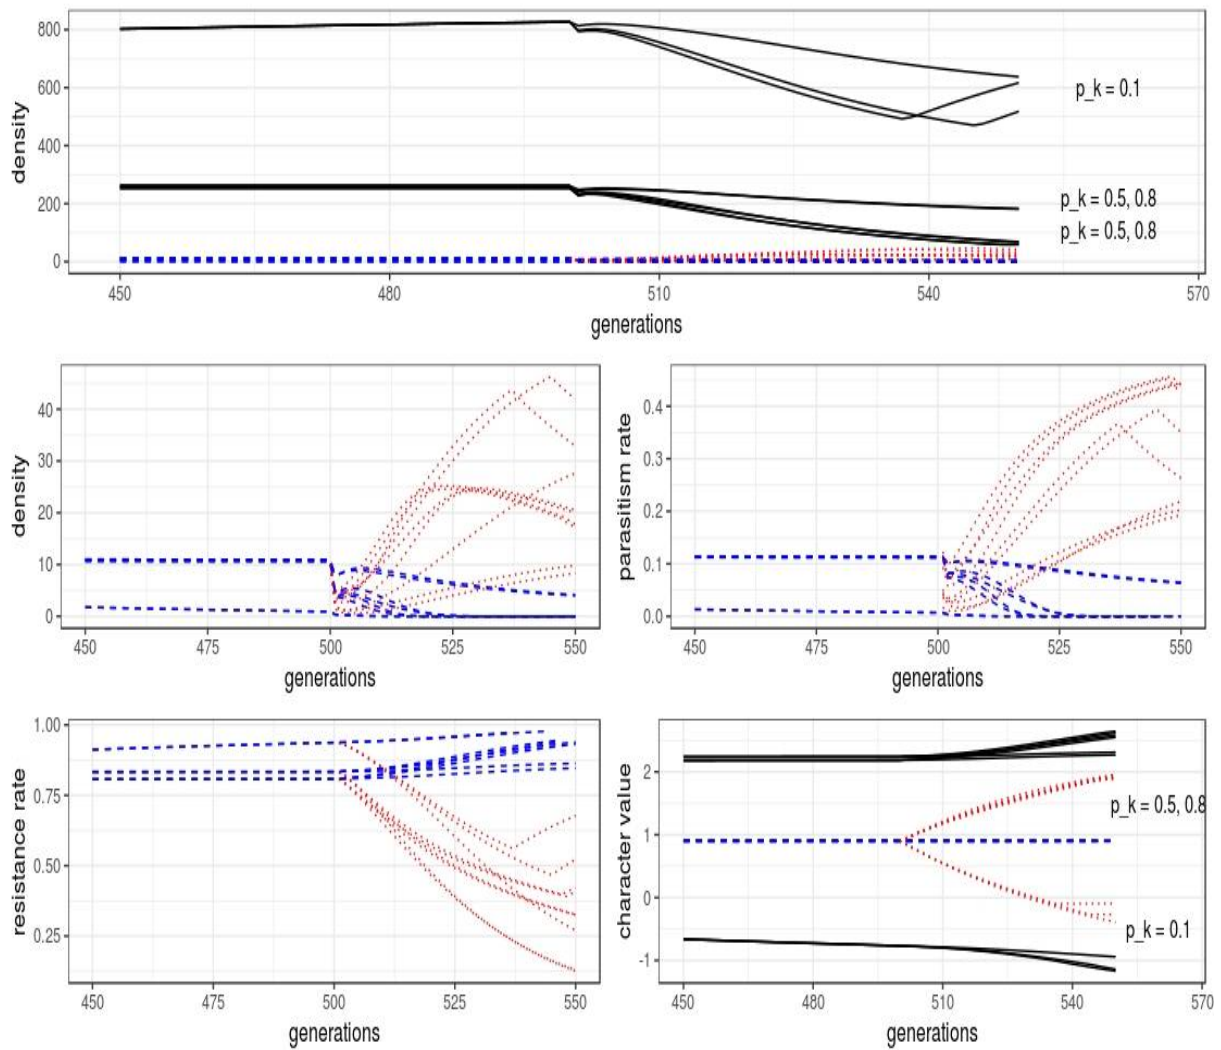 800
600
400
200
0
density
p_k = 0.1
p_k = 0.5, 0.8
p_k = 0.5, 0.8
450 480 510 540 570
generations
40
30
20
10
0
density
450 475 500 525 550
generations
0.4
0.3
0.2
0.1
0.0
parasitism rate
450 475 500 525 550
generations
1.00
0.75
0.50
0.25
resistance rate
450 475 500 525 550
generations
2
1
0
-1
character value
p_k = 0.5, 0.8
p_k = 0.1
450 480 510 540 570
generations